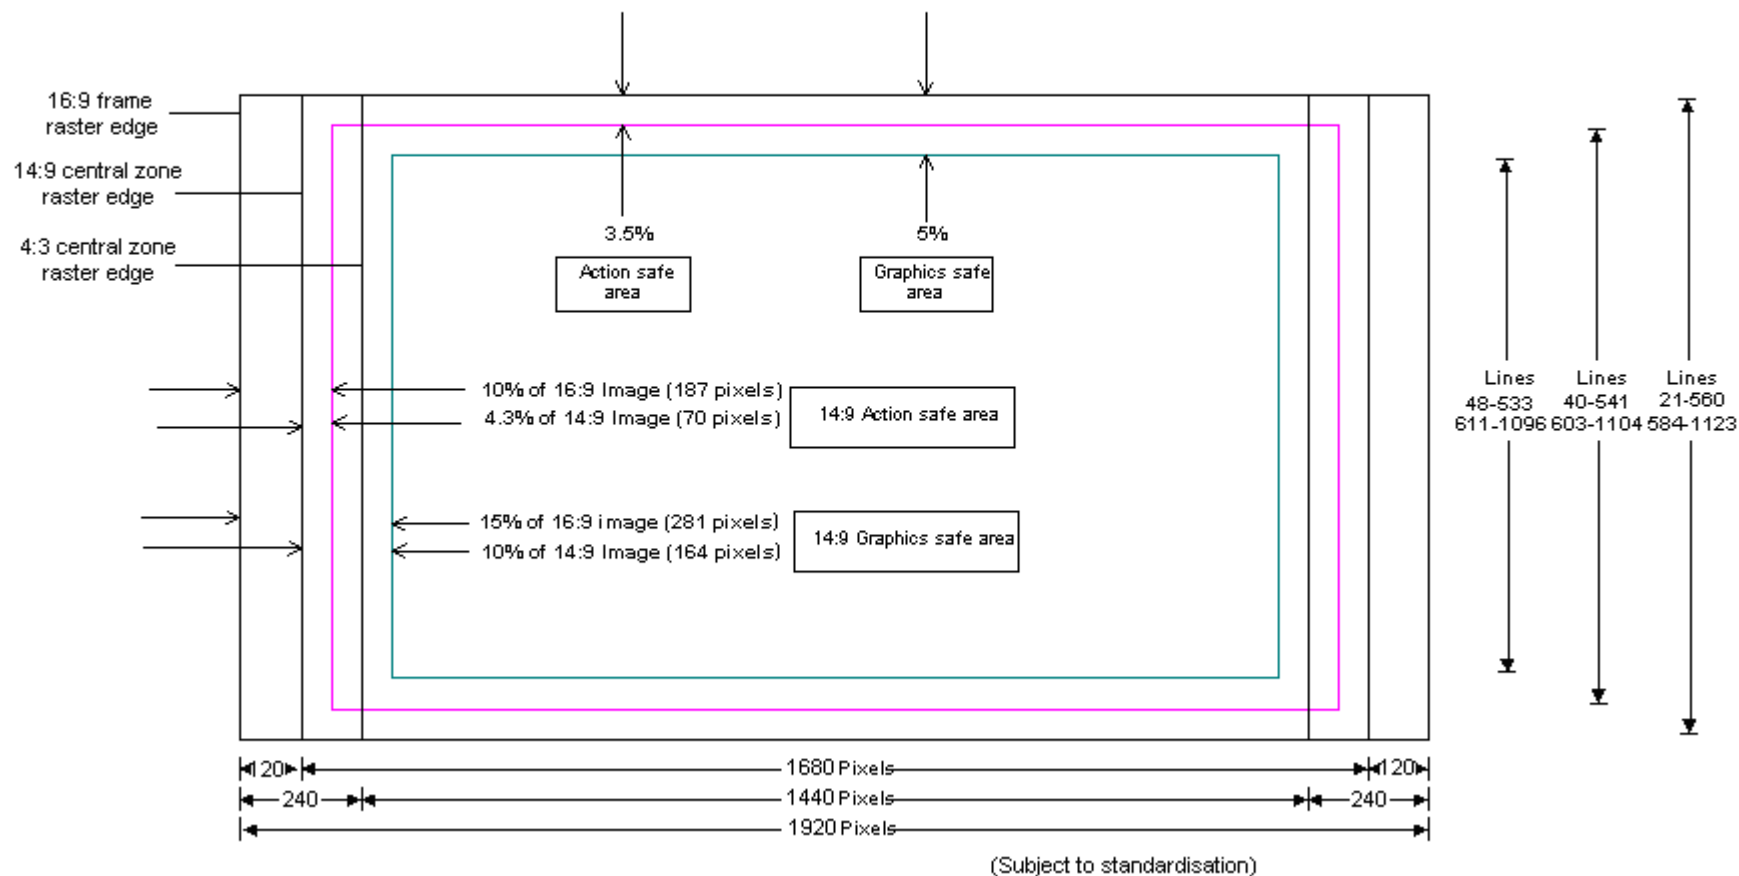 16:9 frame
raster edge
14:9 central zone
raster edge
4:3 central zone
raster edge
3.5%
5%
Action safe
area
Graphics safe
area
10% of 16:9 Image (187 pixels)
4.3% of 14:9 Image (70 pixels)
14:9 Action safe area
15% of 16:9 image (281 pixels)
10% of 14:9 Image (164 pixels)
14:9 Graphics safe area
Lines
48-533
611-1096
Lines
40-541
603-1104
Lines
21-560
584-1123
120
1680 Pixels
120
240
1440 Pixels
240
1920 Pixels
(Subject to standardisation)